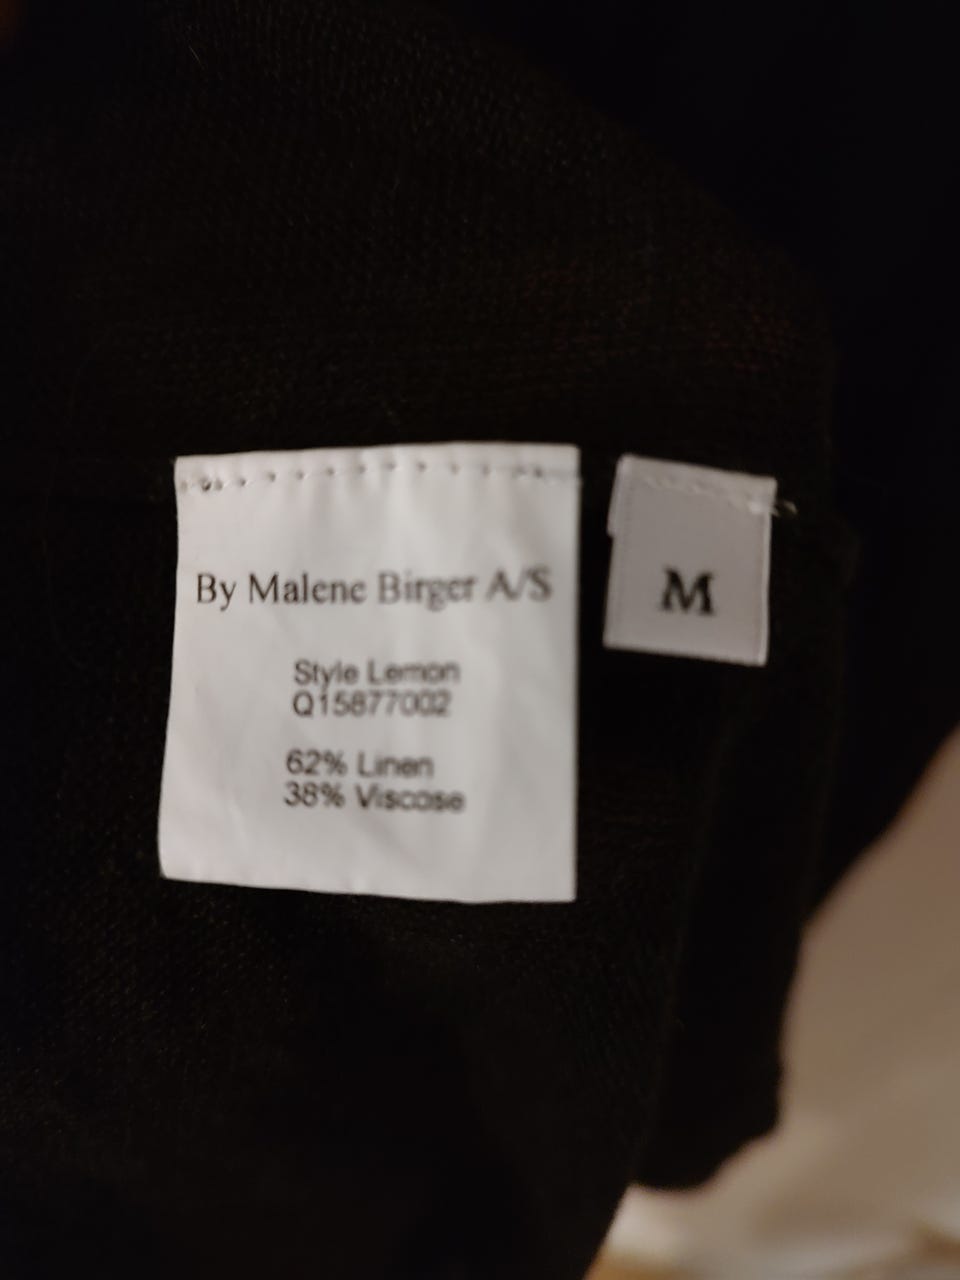 By Malene Birger A/S
M
Style Lemon
Q15877002
62% Linen
38% Viscose